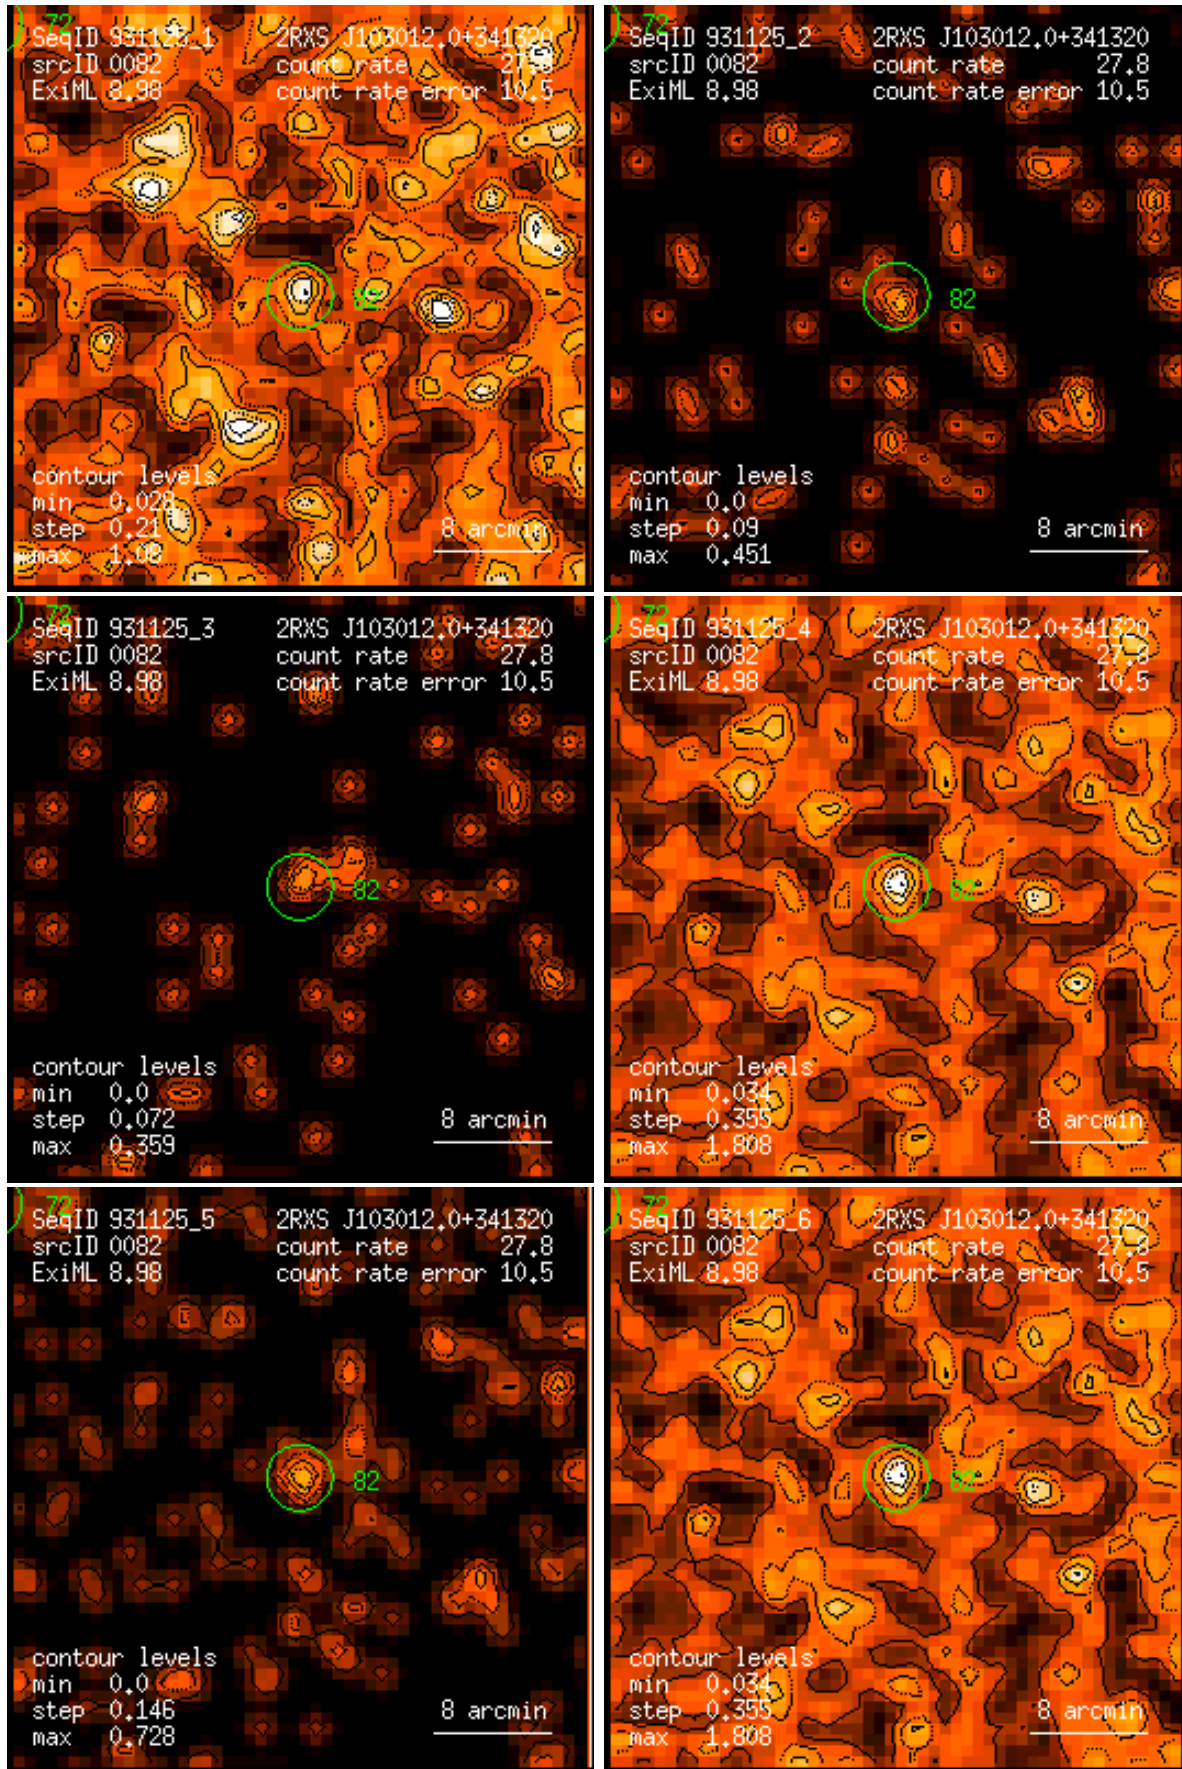 72
SeqID 931125_1 2RXS J103012.0+341320
srcID 0082 count rate 27.8
ExiML 8.98 count rate error 10.5
82
contour levels
min 0.028
step 0.21 8 arcmin
max 1.08
72
SeqID 931125_2 2RXS J103012.0+341320
srcID 0082 count rate 27.8
ExiML 8.98 count rate error 10.5
82
contour levels
min 0.0
step 0.09 8 arcmin
max 0.451
72
SeqID 931125_3 2RXS J103012.0+341320
srcID 0082 count rate 27.8
ExiML 8.98 count rate error 10.5
82
contour levels
min 0.0
step 0.072 8 arcmin
max 0.359
72
SeqID 931125_4 2RXS J103012.0+341320
srcID 0082 count rate 27.8
ExiML 8.98 count rate error 10.5
82
contour levels
min 0.034
step 0.355 8 arcmin
max 1.808
72
SeqID 931125_5 2RXS J103012.0+341320
srcID 0082 count rate 27.8
ExiML 8.98 count rate error 10.5
82
contour levels
min 0.0
step 0.146 8 arcmin
max 0.728
72
SeqID 931125_6 2RXS J103012.0+341320
srcID 0082 count rate 27.8
ExiML 8.98 count rate error 10.5
82
contour levels
min 0.034
step 0.355 8 arcmin
max 1.808